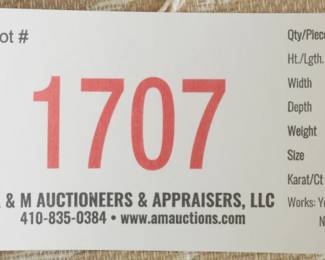 ot #
1707
& M AUCTIONEERS & APPRAISERS, LLC
410-835-0384 • www.amauctions.com
Qty/Piece
Ht./Lgth.
Width
Depth
Weight
Size
Karat/Ct
Works: Y
N